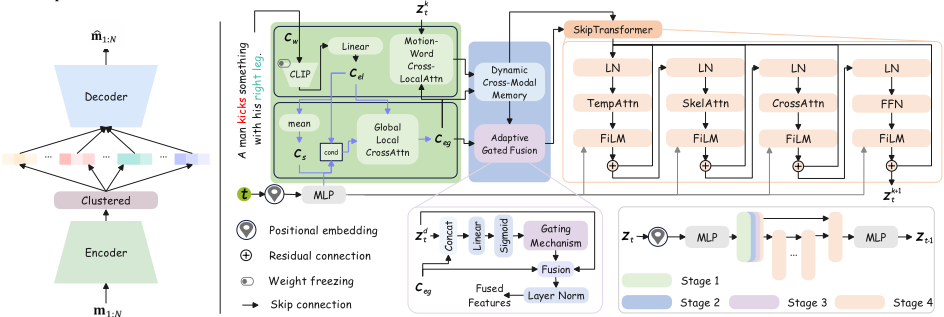 m̂1:N
Decoder
...
...
...
Clustered
Encoder
m1:N
A man kicks something
with his right leg.
Cw
CLIP
Linear
Cel
Z_t^k
Motion-
Word
Cross-
LocalAttn
mean
Cs
cond
Global
Local
CrossAttn
Ceg
t
MLP
Dynamic
Cross-Modal
Memory
Adaptive
Gated Fusion
SkipTransformer
LN
TempAttn
FiLM
LN
SkelAttn
FiLM
LN
CrossAttn
FiLM
LN
FFN
FiLM
Z_t^{k+1}
Positional embedding
Residual connection
Weight freezing
Skip connection
Z_t^d
Ceg
Concat
Linear
Sigmoid
Gating
Mechanism
Fusion
Layer Norm
Fused
Features
Zt
MLP
...
MLP
Zt-1
Stage 1
Stage 2
Stage 3
Stage 4